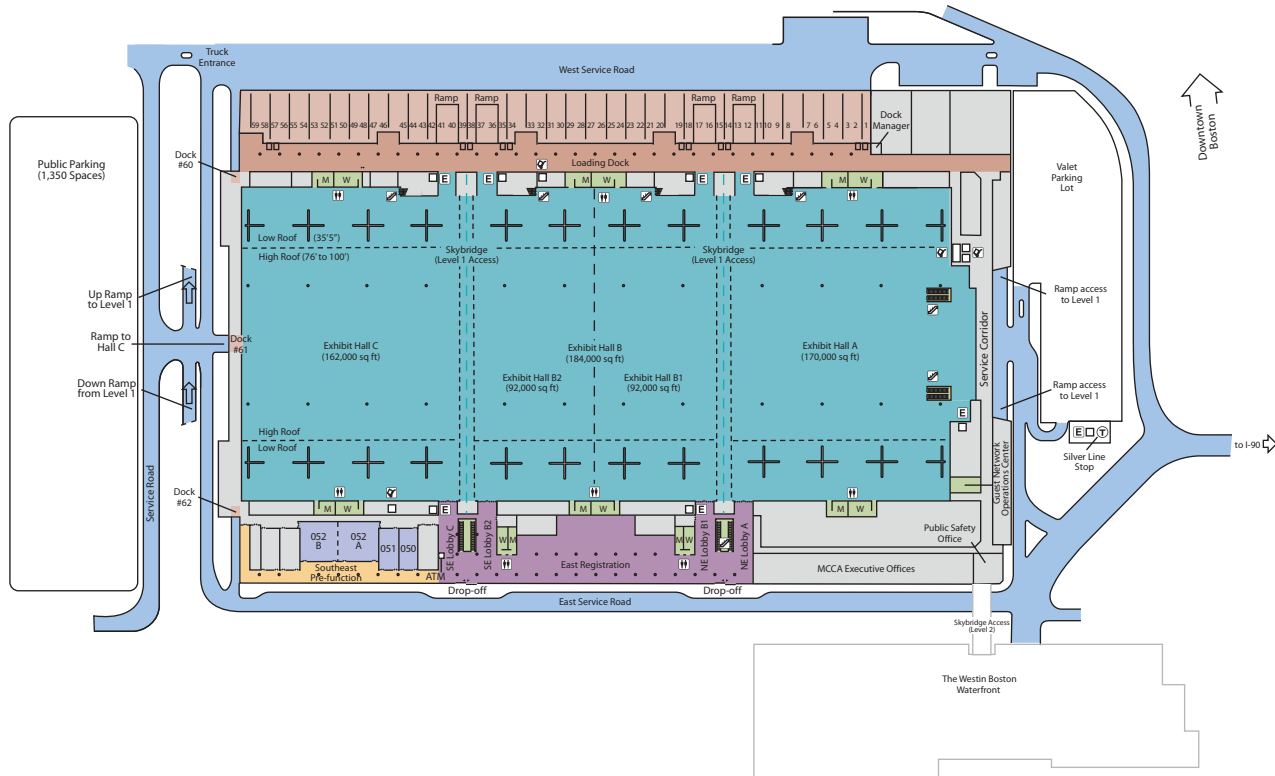 Truck
Entrance
West Service Road
Downtown
Boston
Ramp
Ramp
Ramp
Ramp
59 58 57 56 55 54 53 52 51 50 49 48 47 46 45 44 43 42 41 40 39 38 37 36 35 34 33 32 31 30 29 28 27 26 25 24 23 22 21 20 19 18 17 16 15 14 13 12 11 10 9 8 7 6 5 4 3 2 1
Dock
Manager
Public Parking
(1,350 Spaces)
Dock
#60
Loading Dock
Valet
Parking
Lot
M W
E
E
M W
E
E
M W
Low Roof (35'5")
High Roof (76' to 100')
Skybridge
(Level 1 Access)
Skybridge
(Level 1 Access)
Up Ramp
to Level 1
Ramp access
to Level 1
Ramp to
Hall C
Dock
#61
Exhibit Hall C
(162,000 sq ft)
Exhibit Hall B
(184,000 sq ft)
Exhibit Hall A
(170,000 sq ft)
Service Corridor
Exhibit Hall B2
(92,000 sq ft)
Exhibit Hall B1
(92,000 sq ft)
Down Ramp
from Level 1
Ramp access
to Level 1
E
High Roof
Low Roof
E T
Silver Line
Stop
to I-90
Service Road
Dock
#62
Guest Network
Operations Center
M W
E
M W
E
M W
052
B
052
A
051
050
SE Lobby C
SE Lobby B2
W M
M W
NE Lobby B1
NE Lobby A
Public Safety
Office
Southeast
Pre-function
ATM
East Registration
MCCA Executive Offices
Drop-off
Drop-off
East Service Road
Skybridge Access
(Level 2)
The Westin Boston
Waterfront